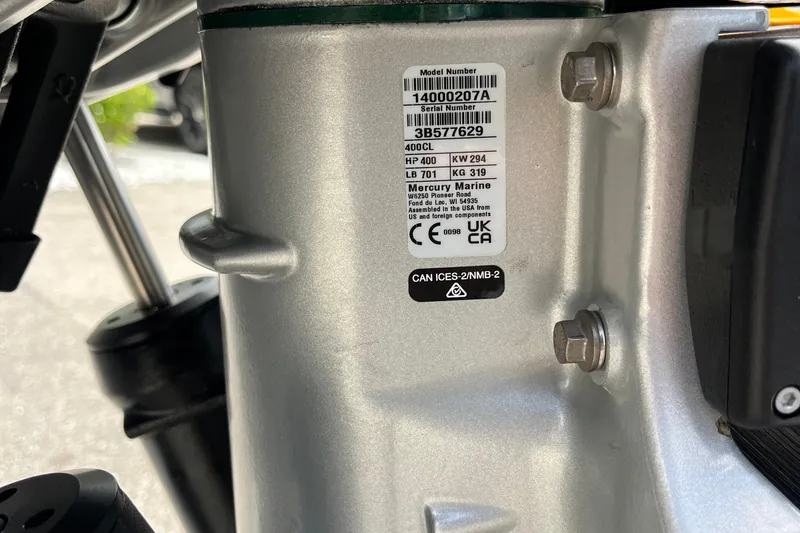 Model Number
14000207A
Serial Number
3B577629
400CL
HP 400 KW 294
LB 701 KG 319
Mercury Marine
W6250 Pioneer Road
Fond du Lac, WI 54935
Assembled in the USA from
US and foreign components
CE 0098 UK
CA
CAN ICES-2/NMB-2